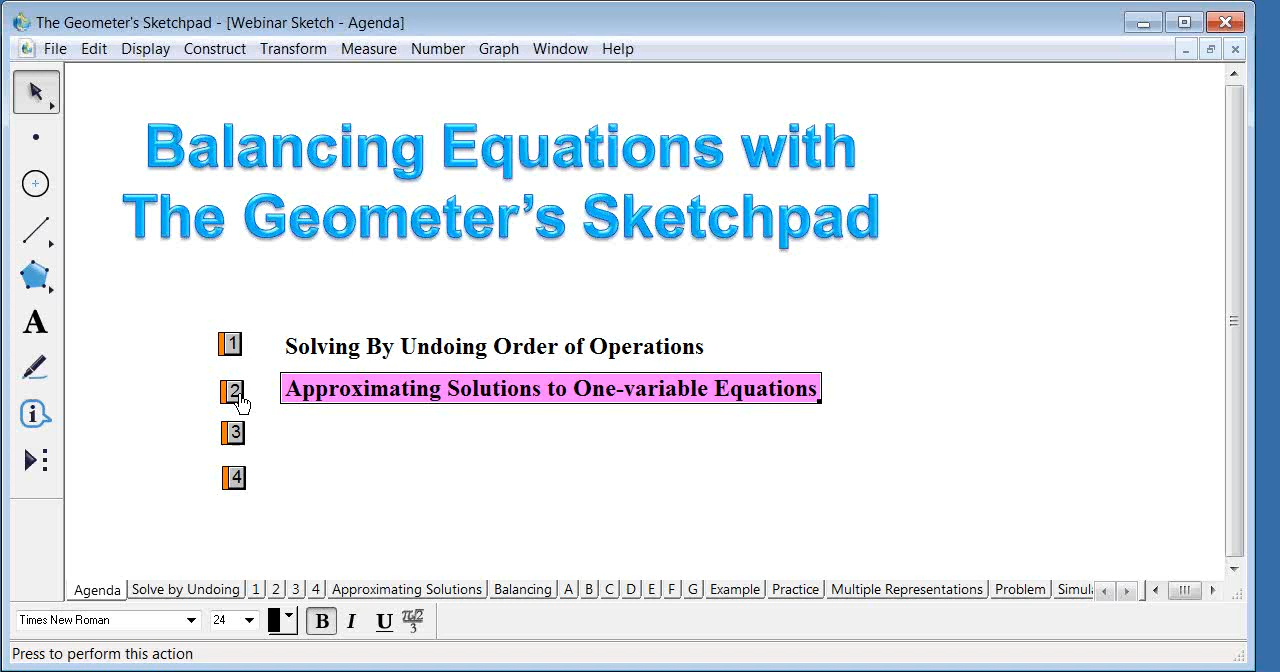 The Geometer's Sketchpad - [Webinar Sketch - Agenda]
File Edit Display Construct Transform Measure Number Graph Window Help
Balancing Equations with
The Geometer’s Sketchpad
1 Solving By Undoing Order of Operations
2 Approximating Solutions to One-variable Equations
3
4
A
Agenda Solve by Undoing 1 2 3 4 Approximating Solutions Balancing A B C D E F G Example Practice Multiple Representations Problem Simul
Times New Roman 24 B I U
Press to perform this action